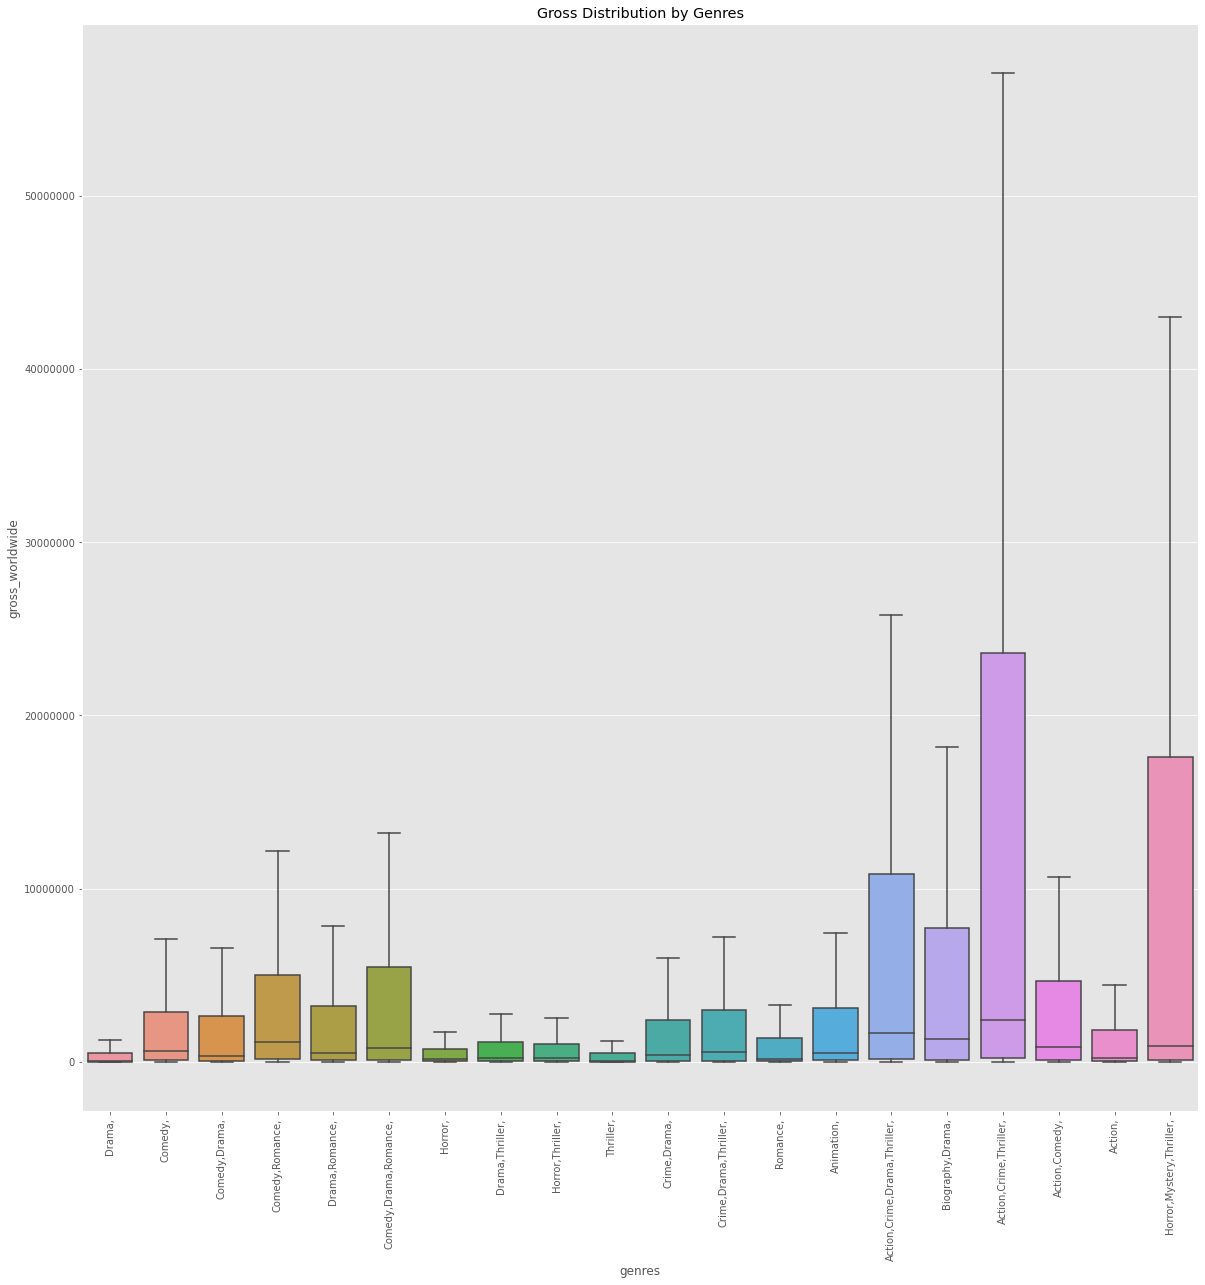 Gross Distribution by Genres
gross_worldwide
50000000
40000000
30000000
20000000
10000000
0
Drama,
Comedy,
Comedy,Drama,
Comedy,Romance,
Drama,Romance,
Comedy,Drama,Romance,
Horror,
Drama,Thriller,
Horror,Thriller,
Thriller,
Crime,Drama,
Crime,Drama,Thriller,
Romance,
Animation,
Action,Crime,Drama,Thriller,
Biography,Drama,
Action,Crime,Thriller,
Action,Comedy,
Action,
Horror,Mystery,Thriller,
genres